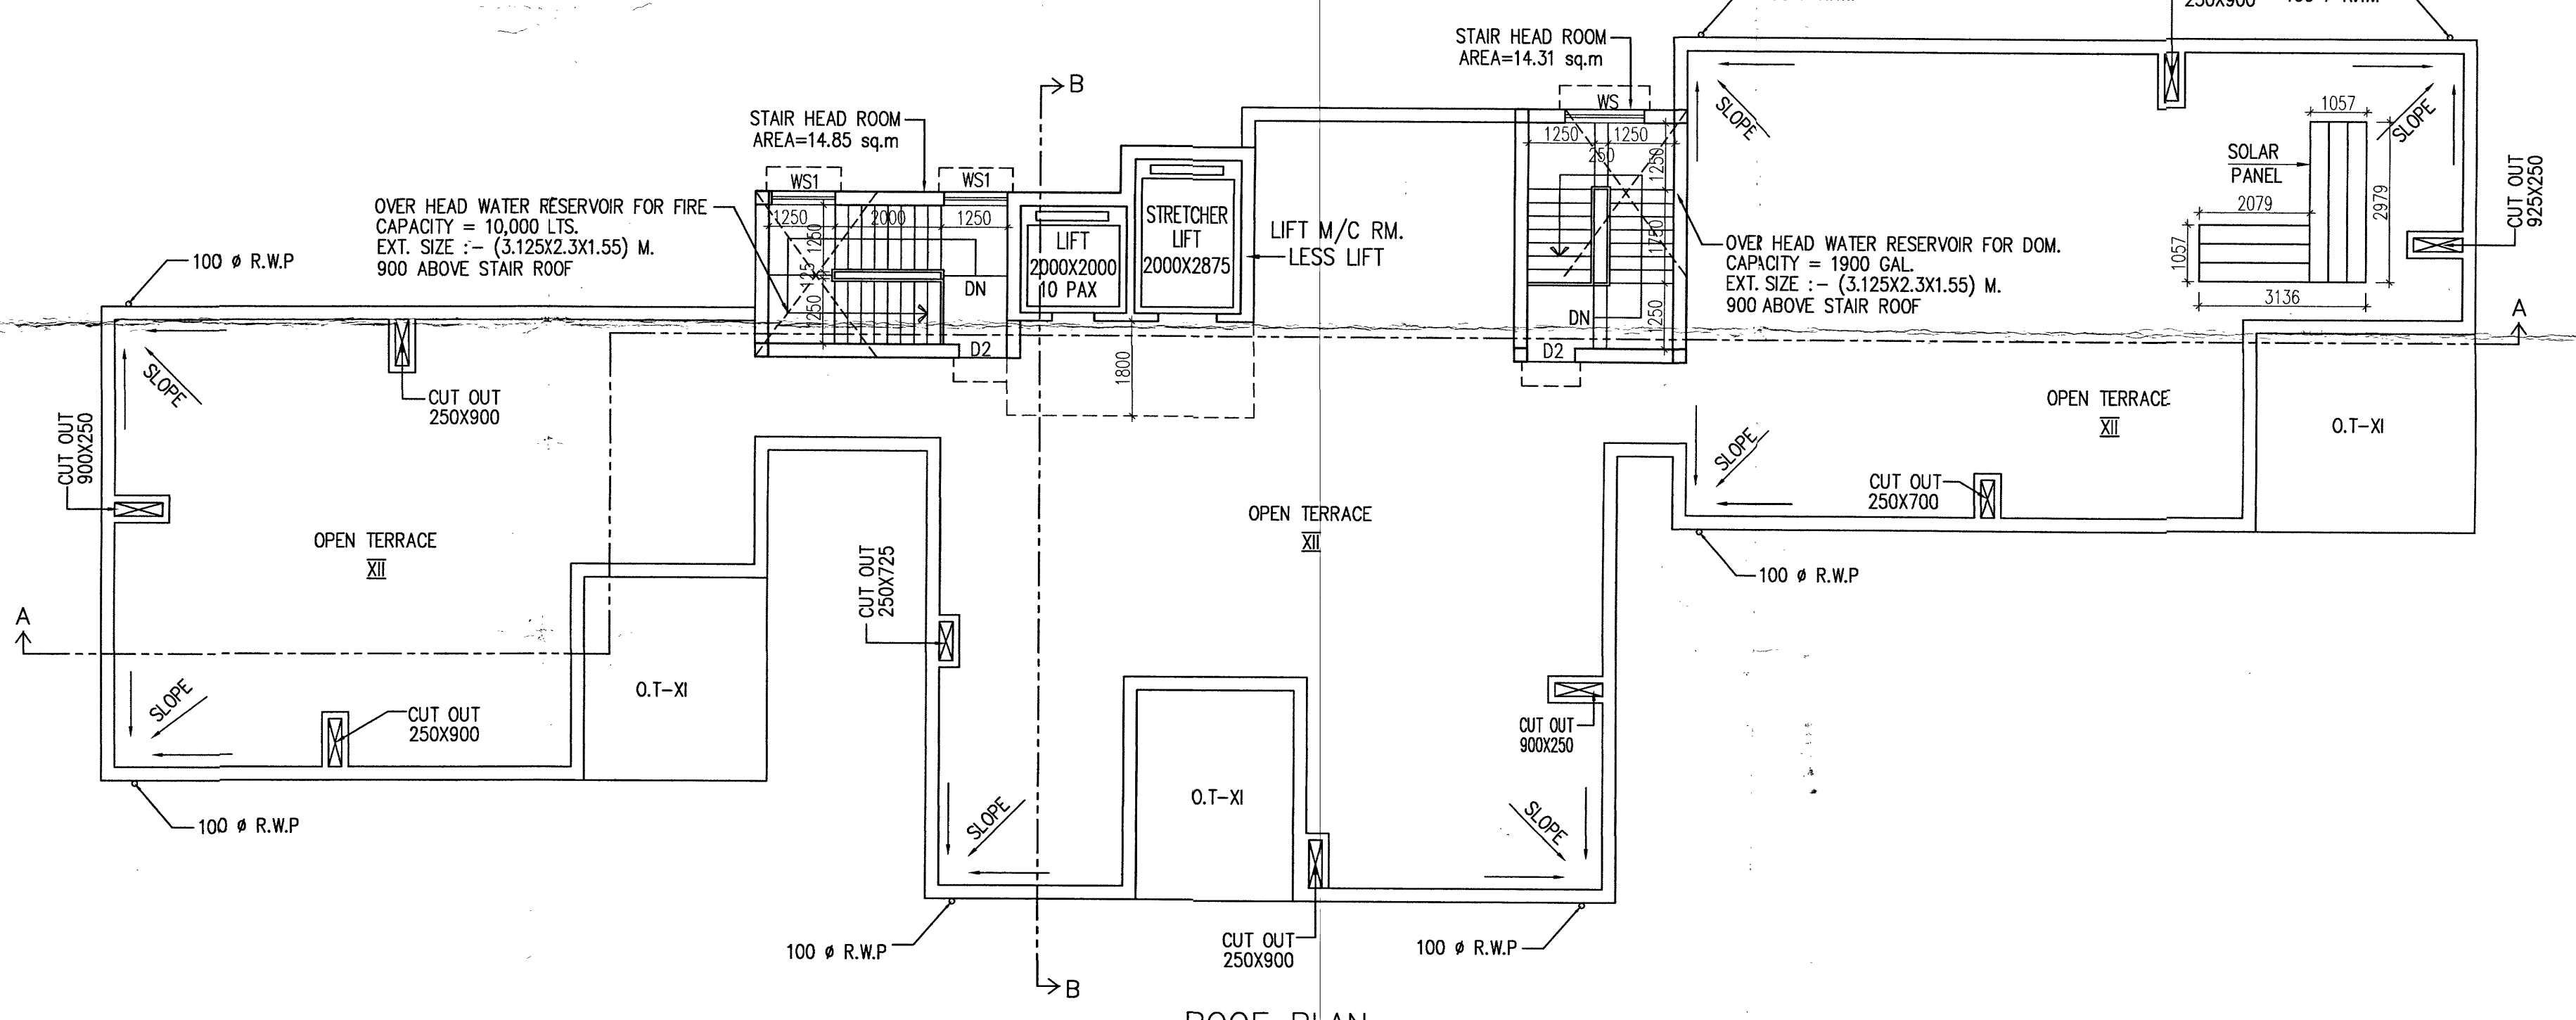 250X900
STAIR HEAD ROOM
AREA=14.31 sq.m
B
STAIR HEAD ROOM
AREA=14.85 sq.m
WS
1250
1250
250
1250
1750
1250
DN
D2
SLOPE
SLOPE
1057
SOLAR
PANEL
2079
2979
1057
3136
CUT OUT
925X250
WS1
WS1
1250
2000
1250
1250
125
1250
DN
D2
OVER HEAD WATER RESERVOIR FOR FIRE
CAPACITY = 10,000 LTS.
EXT. SIZE :- (3.125X2.3X1.55) M.
900 ABOVE STAIR ROOF
LIFT
2000X2000
10 PAX
STRETCHER
LIFT
2000X2875
LIFT M/C RM.
LESS LIFT
OVER HEAD WATER RESERVOIR FOR DOM.
CAPACITY = 1900 GAL.
EXT. SIZE :- (3.125X2.3X1.55) M.
900 ABOVE STAIR ROOF
100 ø R.W.P
A
1800
SLOPE
CUT OUT
250X900
CUT OUT
900X250
OPEN TERRACE
XII
O.T-XI
SLOPE
CUT OUT
250X700
OPEN TERRACE
XII
OPEN TERRACE
XII
CUT OUT
250X725
100 ø R.W.P
A
O.T-XI
SLOPE
CUT OUT
250X900
CUT OUT
900X250
O.T-XI
SLOPE
SLOPE
100 ø R.W.P
100 ø R.W.P
CUT OUT
250X900
100 ø R.W.P
B
ROOF PLAN